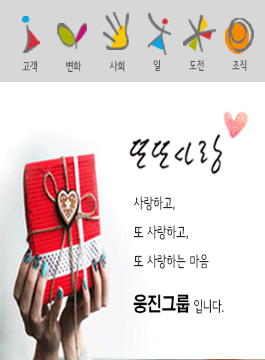 고객 변화 사회 일 도전 조직
또또사랑
사랑하고,
또 사랑하고,
또 사랑하는 마음
웅진그룹 입니다.